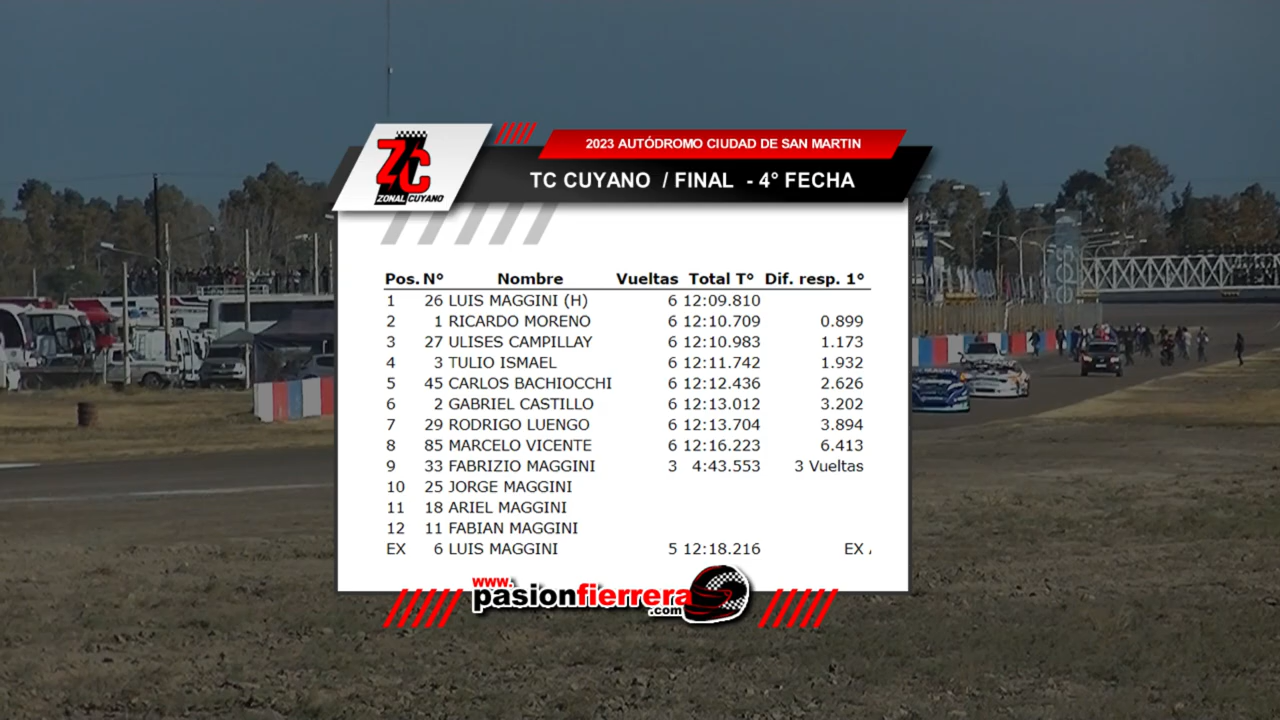 ZC
ZONAL CUYANO
2023 AUTÓDROMO CIUDAD DE SAN MARTIN
TC CUYANO / FINAL - 4° FECHA
Pos. N° Nombre Vueltas Total T° Dif. resp. 1°
1 26 LUIS MAGGINI (H) 6 12:09.810
2 1 RICARDO MORENO 6 12:10.709 0.899
3 27 ULISES CAMPILLAY 6 12:10.983 1.173
4 3 TULIO ISMAEL 6 12:11.742 1.932
5 45 CARLOS BACHIOCCHI 6 12:12.436 2.626
6 2 GABRIEL CASTILLO 6 12:13.012 3.202
7 29 RODRIGO LUENGO 6 12:13.704 3.894
8 85 MARCELO VICENTE 6 12:16.223 6.413
9 33 FABRIZIO MAGGINI 3 4:43.553 3 Vueltas
10 25 JORGE MAGGINI
11 18 ARIEL MAGGINI
12 11 FABIAN MAGGINI
EX 6 LUIS MAGGINI 5 12:18.216 EX
www.
pasionfierrera
.com